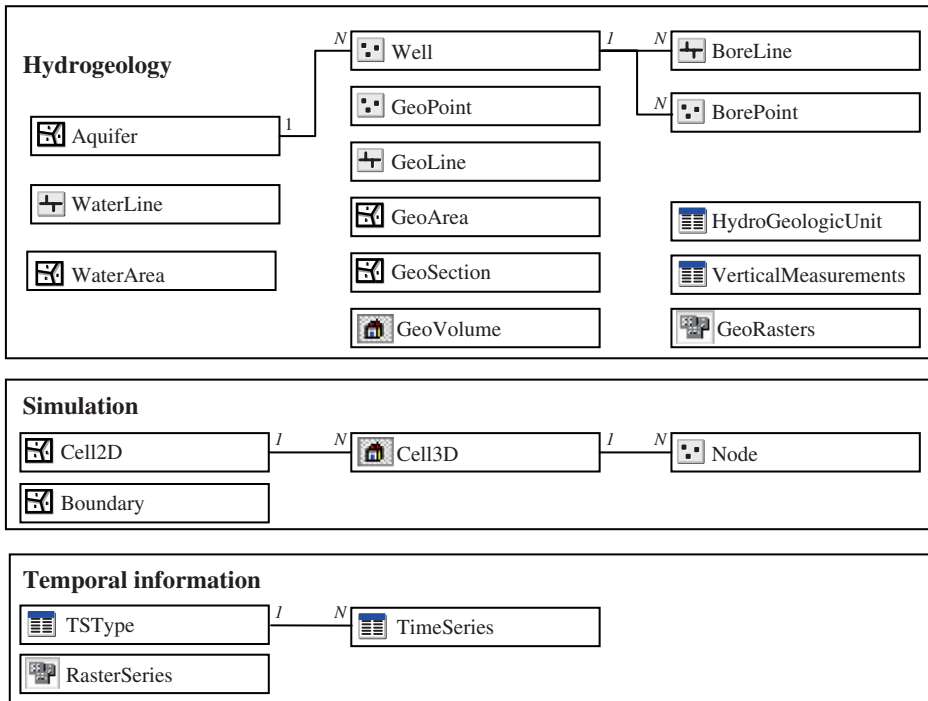 Hydrogeology
Aquifer
1
WaterLine
WaterArea
N
Well
1
GeoPoint
GeoLine
GeoArea
GeoSection
GeoVolume
N
BoreLine
N
BorePoint
HydroGeologicUnit
VerticalMeasurements
GeoRasters
Simulation
Cell2D
1
N
Cell3D
1
N
Node
Boundary
Temporal information
TSType
1
N
TimeSeries
RasterSeries